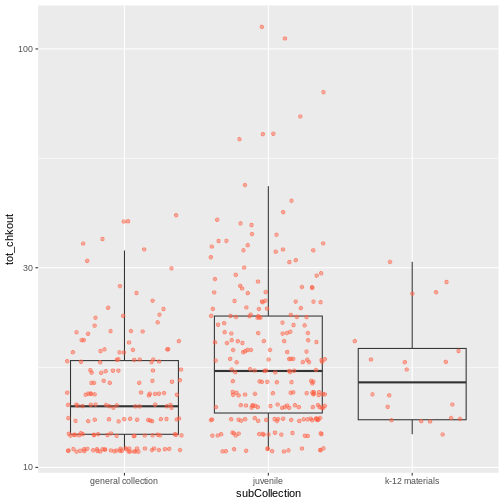 100
30
10
tot_chkout
general collection juvenile k-12 materials
subCollection